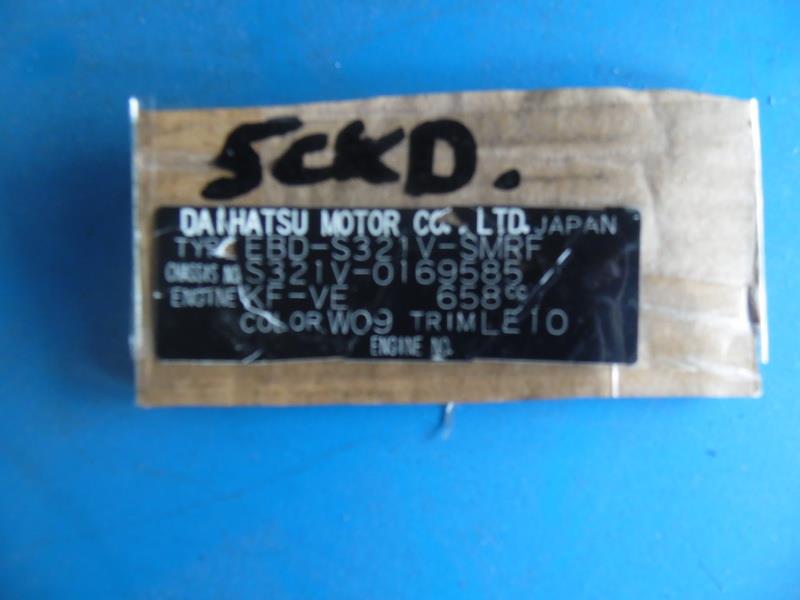 5CKD.
DAIHATSU MOTOR CO., LTD. JAPAN
TYPE EBD-S321V-SMRF
CHASSIS NO. S321V-0169585
ENGINE KF-VE 658cc
COLOR W09 TRIM LE10
ENGINE NO.